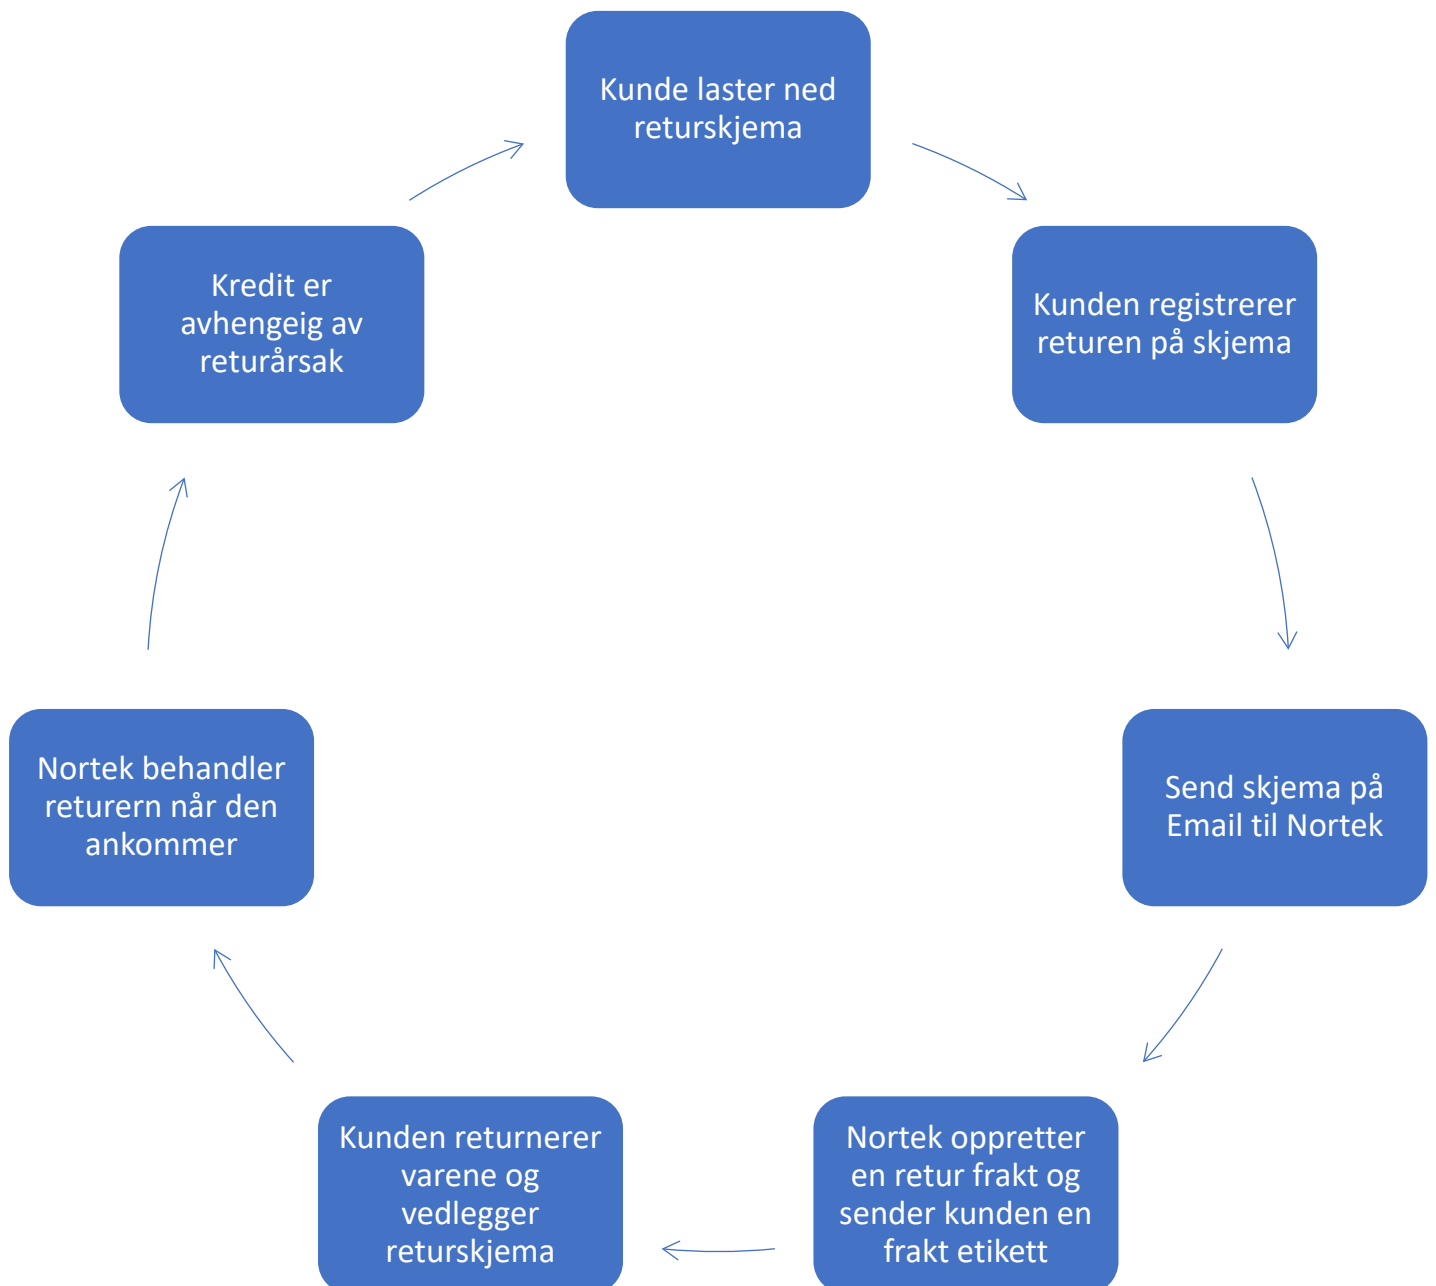 Kunde laster ned
returskjema
Kunden registrerer
returen på skjema
Send skjema på
Email til Nortek
Nortek oppretter
en retur frakt og
sender kunden en
frakt etikett
Kunden returnerer
varene og
vedlegger
returskjema
Nortek behandler
returern når den
ankommer
Kredit er
avhengeig av
returårsak